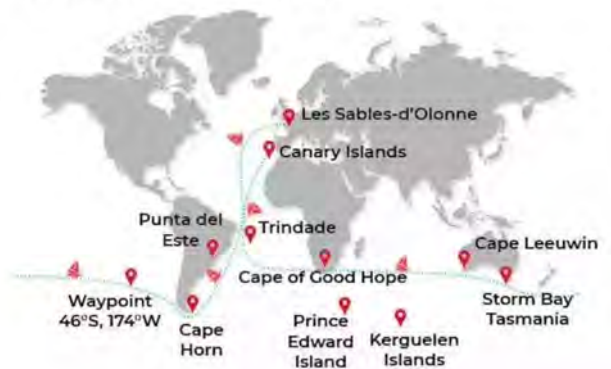 Les Sables-d'Olonne
Canary Islands
Punta del
Este
Trindade
Cape Leeuwin
Cape of Good Hope
Waypoint
46°S, 174°W
Cape
Horn
Prince
Edward
Island
Kerguelen
Islands
Storm Bay
Tasmania